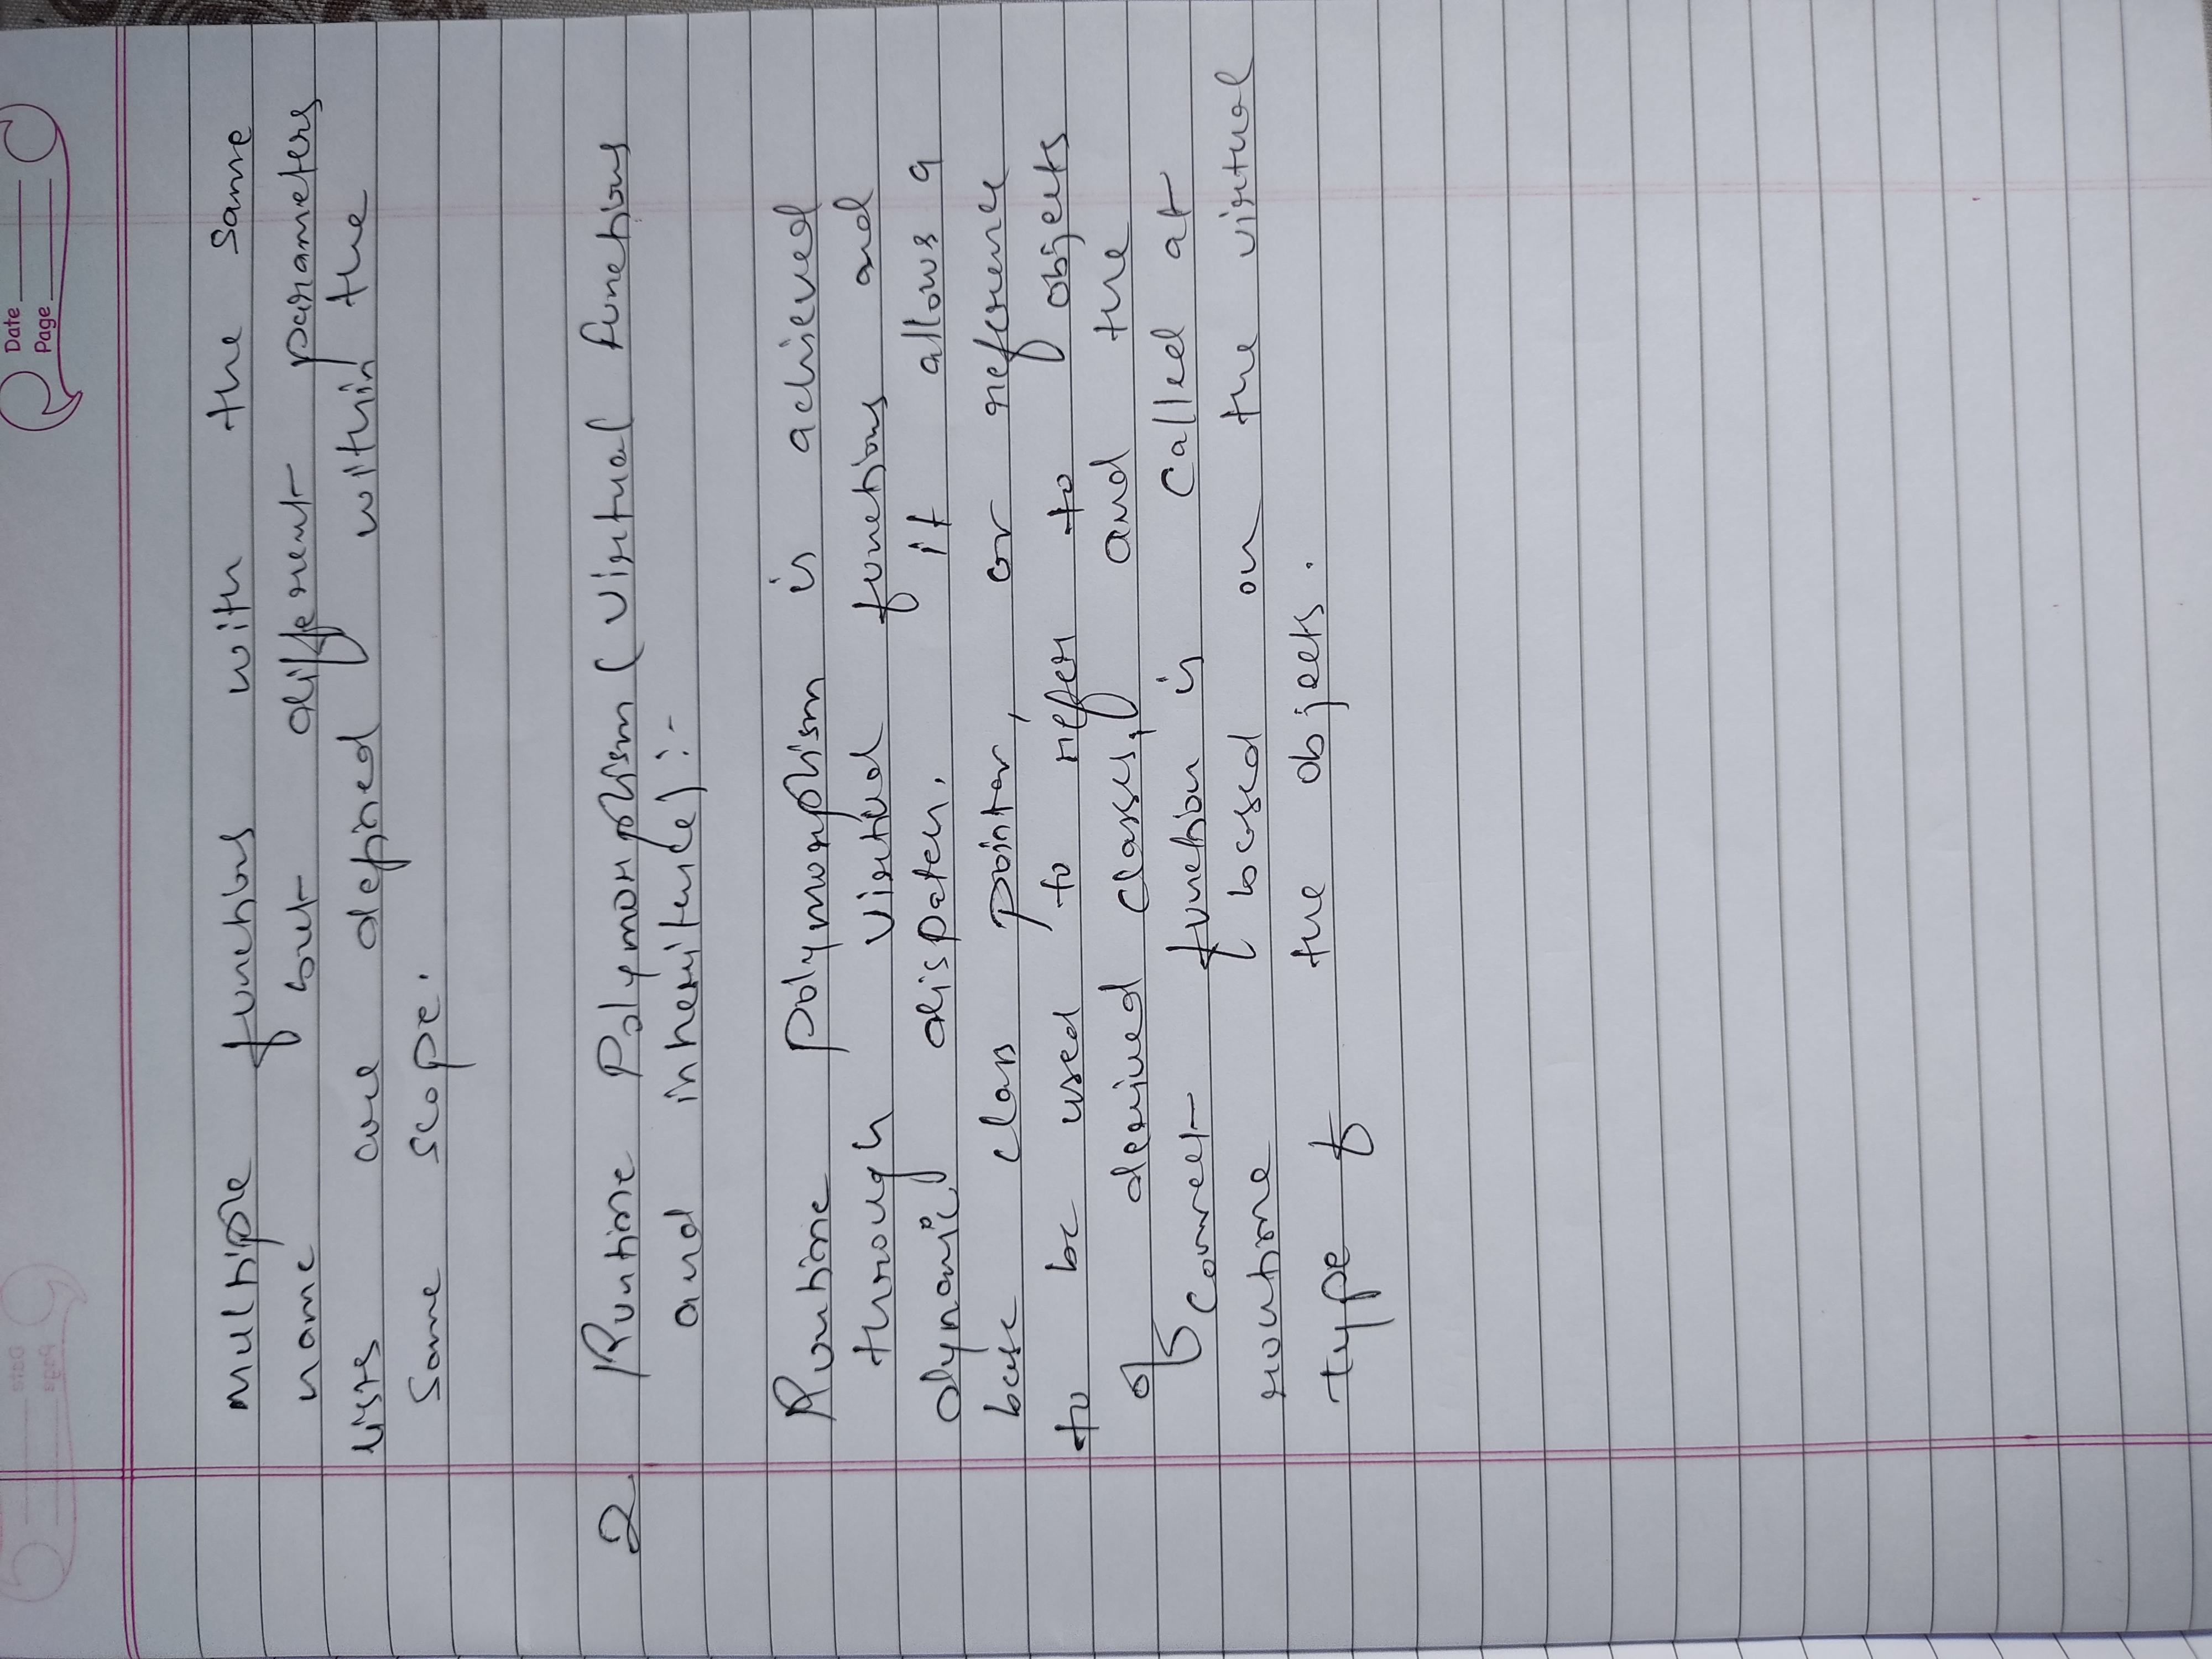 Date
Page
multiple functions with the same
name but different parameters
lists are defined within the
same scope.
2. Runtime Polymorphism (Virtual functions
and inheritence) :-
Runtime polymorphism is achieved
through virtual functions and
dynamic dispatch. it allows a
base class pointer, or reference
to be used to refer to objects
of derived classes, and the
correct function is called at
runtime based on the virtual
type of the objects.